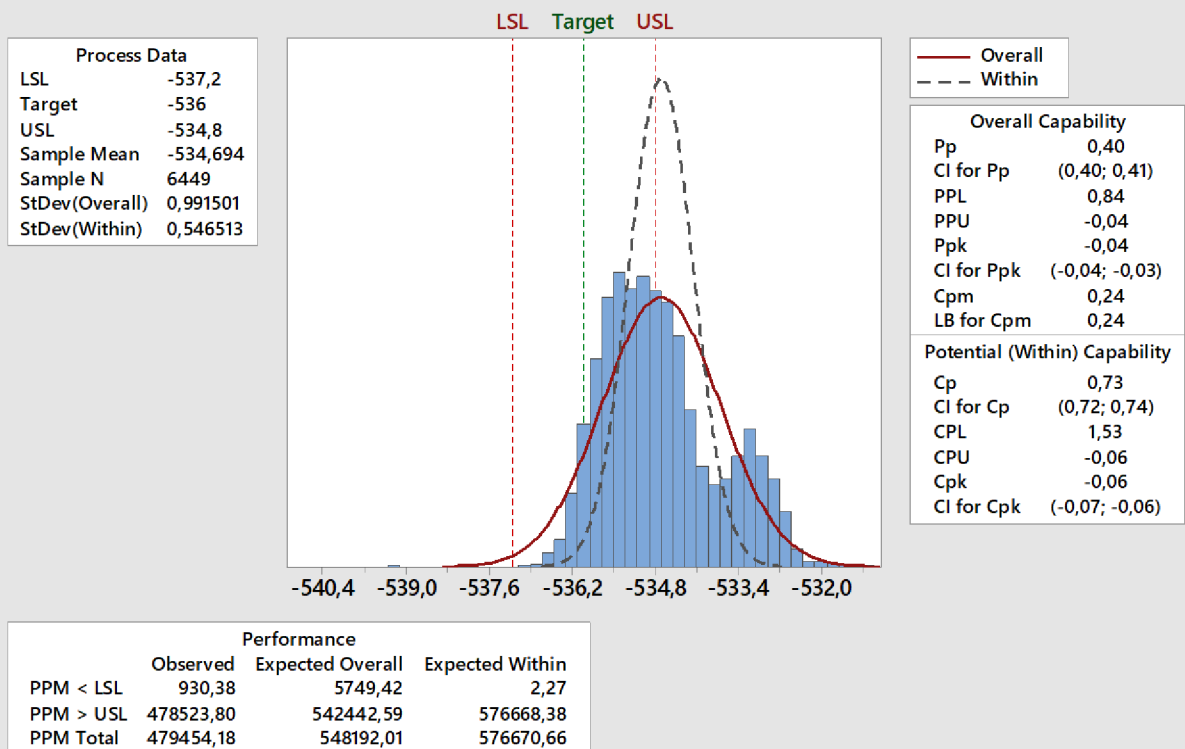 LSL Target USL
Process Data
LSL -537,2
Target -536
USL -534,8
Sample Mean -534,694
Sample N 6449
StDev(Overall) 0,991501
StDev(Within) 0,546513
Overall
Within
Overall Capability
Pp 0,40
CI for Pp (0,40; 0,41)
PPL 0,84
PPU -0,04
Ppk -0,04
CI for Ppk (-0,04; -0,03)
Cpm 0,24
LB for Cpm 0,24
Potential (Within) Capability
Cp 0,73
CI for Cp (0,72; 0,74)
CPL 1,53
CPU -0,06
Cpk -0,06
CI for Cpk (-0,07; -0,06)
-540,4 -539,0 -537,6 -536,2 -534,8 -533,4 -532,0
Performance
Observed Expected Overall Expected Within
PPM < LSL 930,38 5749,42 2,27
PPM > USL 478523,80 542442,59 576668,38
PPM Total 479454,18 548192,01 576670,66